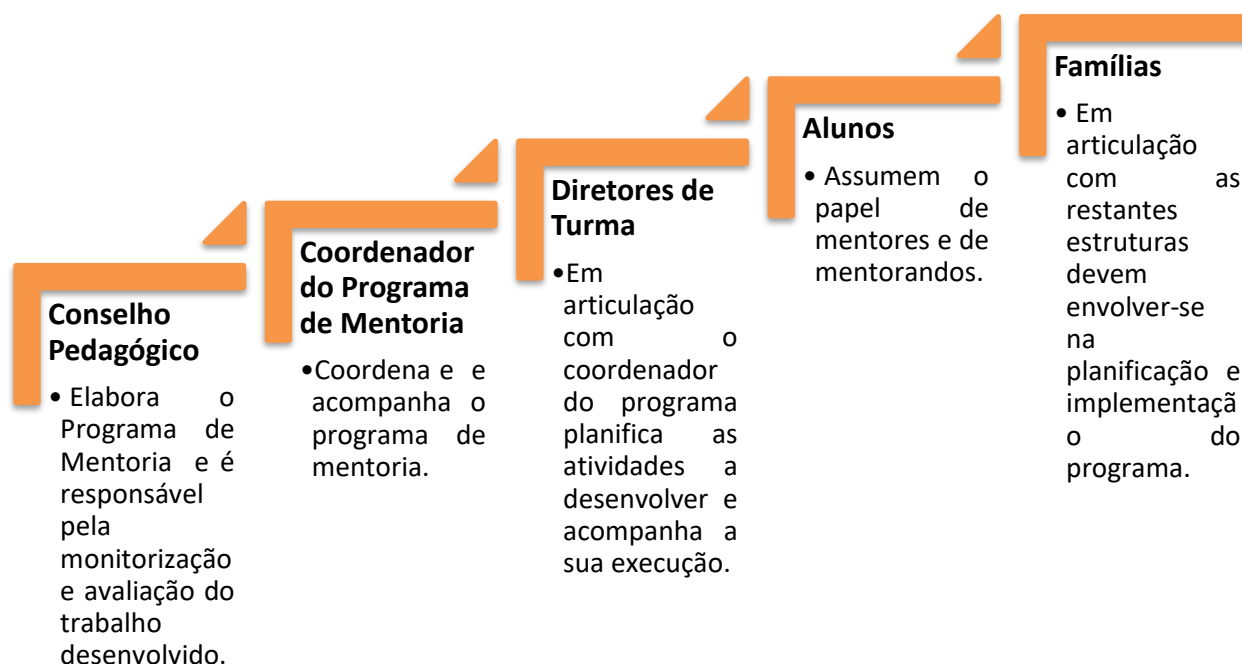 Conselho
Pedagógico
• Elabora o
Programa de
Mentoria e é
responsável
pela
monitorização
e avaliação do
trabalho
desenvolvido.
Coordenador
do Programa
de Mentoria
•Coordena e e
acompanha o
programa de
mentoria.
Diretores de
Turma
•Em
articulação
com o
coordenador
do programa
planifica as
atividades a
desenvolver e
acompanha a
sua execução.
Alunos
• Assumem o
papel de
mentores e de
mentorandos.
Famílias
• Em
articulação
com as
restantes
estruturas
devem
envolver-se
na
planificação e
implementaçã
o do
programa.